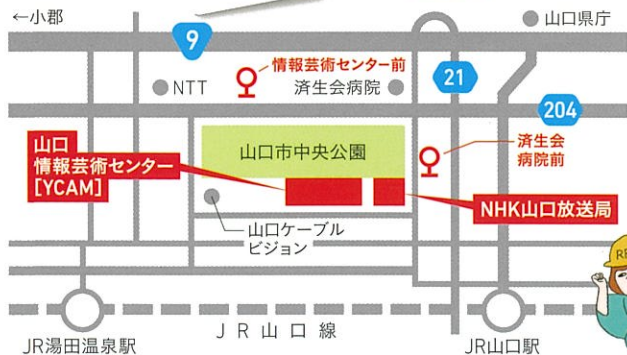 ←小郡
山口県庁
9
情報芸術センター前
NTT
済生会病院
21
204
山口
情報芸術センター
[YCAM]
山口市中央公園
済生会
病院前
NHK山口放送局
山口ケーブル
ビジョン
JR山口線
JR湯田温泉駅
JR山口駅